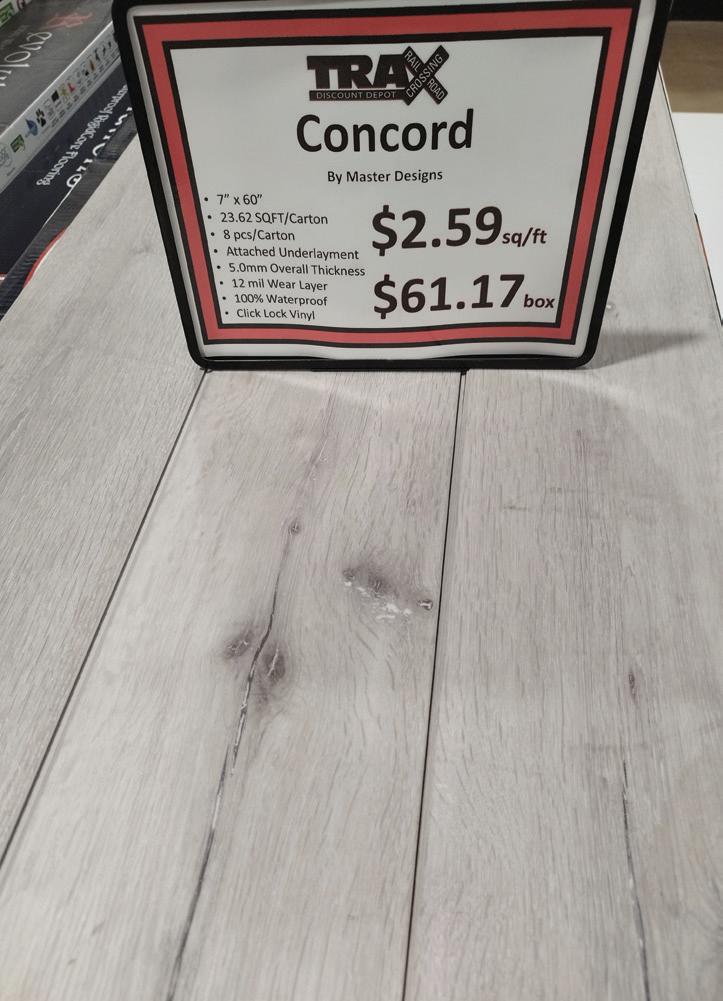 TRAX
RAIL ROAD
CROSSING
DISCOUNT DEPOT
Concord
By Master Designs
• 7" x 60"
• 23.62 SQFT/Carton
• 8 pcs/Carton
• Attached Underlayment
• 5.0mm Overall Thickness
• 12 mil Wear Layer
• 100% Waterproof
• Click Lock Vinyl
$2.59sq/ft
$61.17box